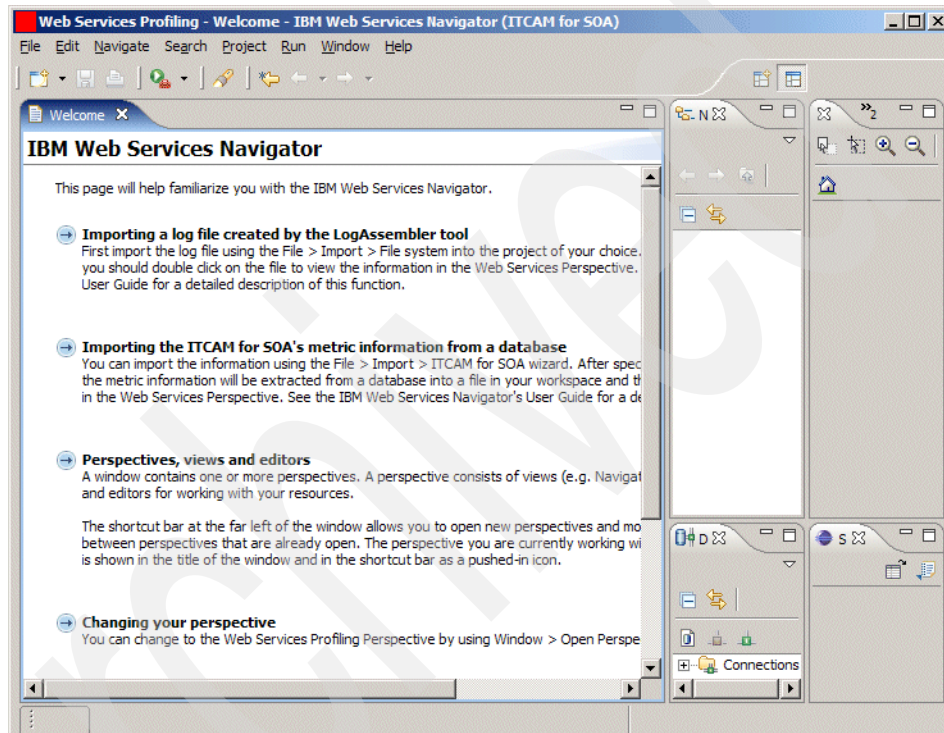 Web Services Profiling - Welcome - IBM Web Services Navigator (ITCAM for SOA)
File Edit Navigate Search Project Run Window Help
Welcome
N
2
IBM Web Services Navigator
This page will help familiarize you with the IBM Web Services Navigator.
Importing a log file created by the LogAssembler tool
First import the log file using the File > Import > File system into the project of your choice.
you should double click on the file to view the information in the Web Services Perspective.
User Guide for a detailed description of this function.
Importing the ITCAM for SOA's metric information from a database
You can import the information using the File > Import > ITCAM for SOA wizard. After spec
the metric information will be extracted from a database into a file in your workspace and th
in the Web Services Perspective. See the IBM Web Services Navigator's User Guide for a de
Perspectives, views and editors
A window contains one or more perspectives. A perspective consists of views (e.g. Navigat
and editors for working with your resources.
The shortcut bar at the far left of the window allows you to open new perspectives and mo
between perspectives that are already open. The perspective you are currently working wi
is shown in the title of the window and in the shortcut bar as a pushed-in icon.
Changing your perspective
You can change to the Web Services Profiling Perspective by using Window > Open Perspe
D
S
Connections